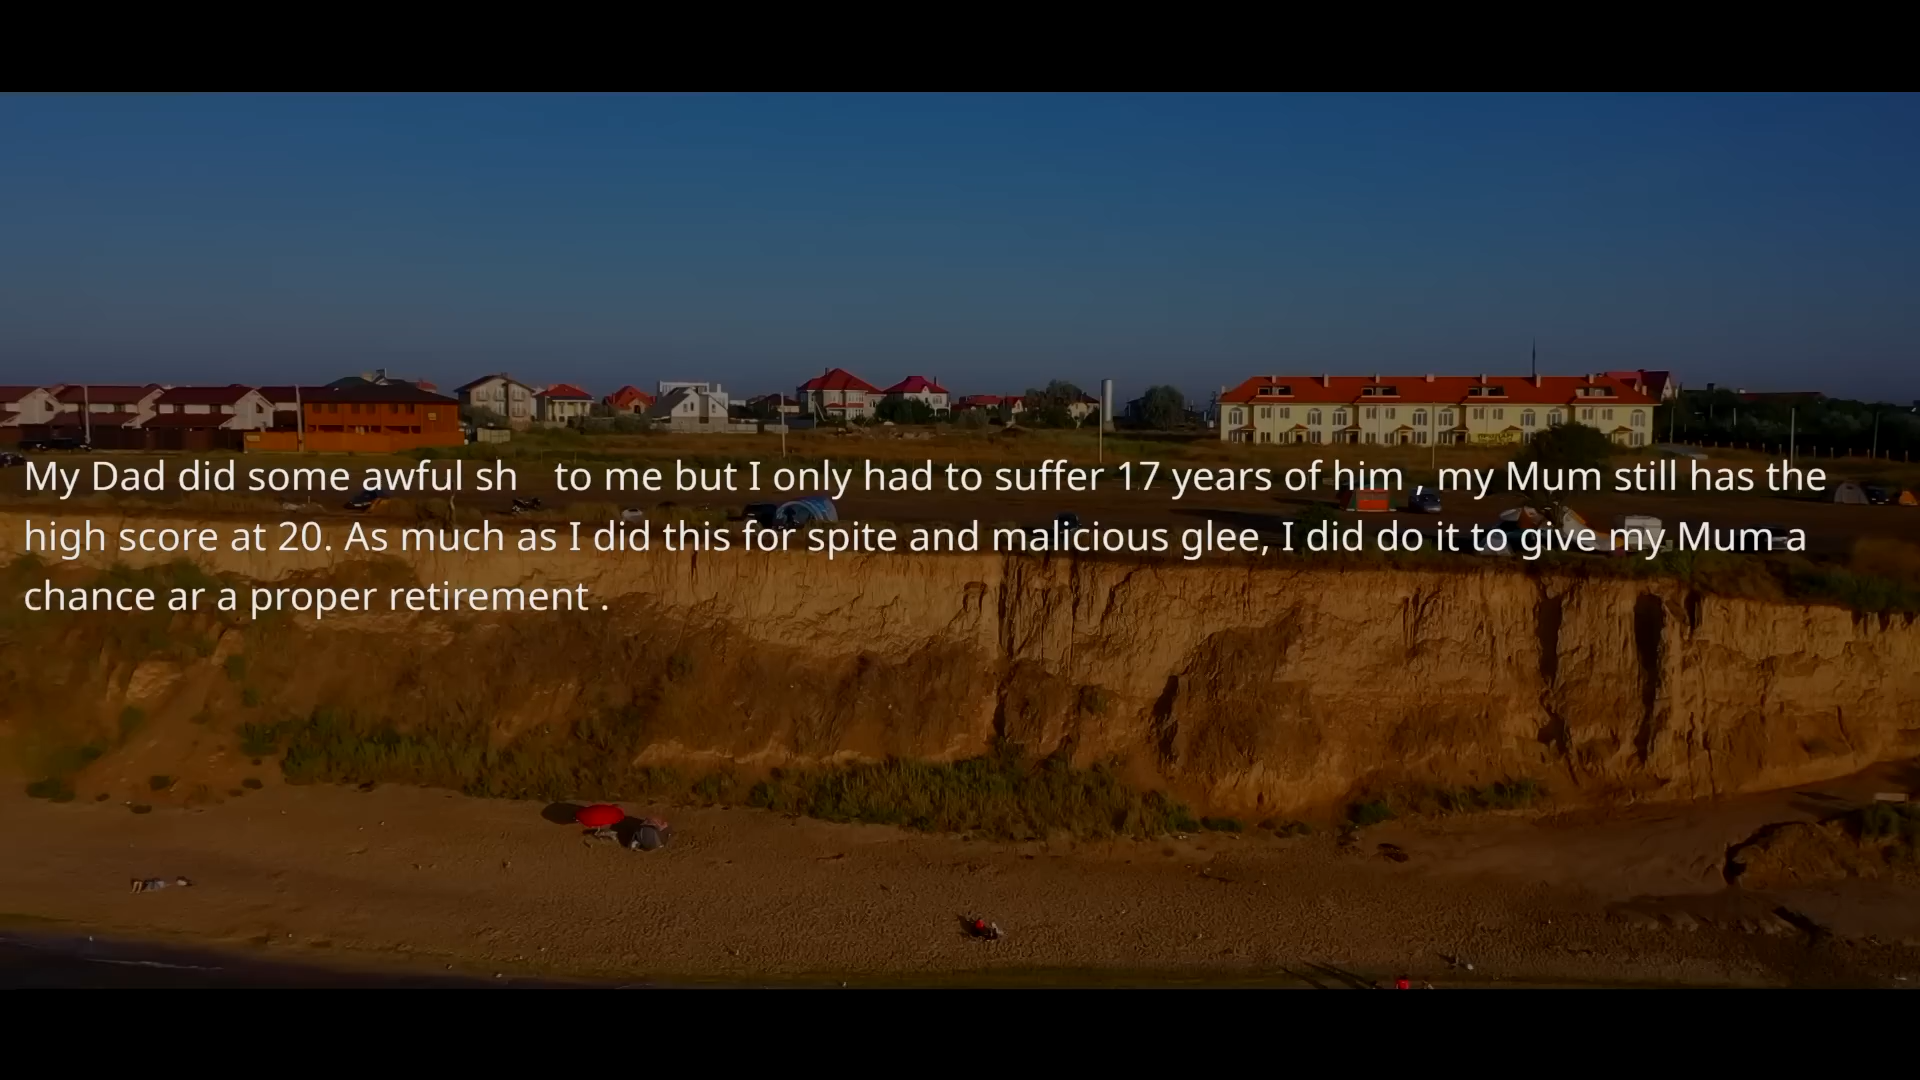 My Dad did some awful sh to me but I only had to suffer 17 years of him , my Mum still has the
high score at 20. As much as I did this for spite and malicious glee, I did do it to give my Mum a
chance ar a proper retirement .